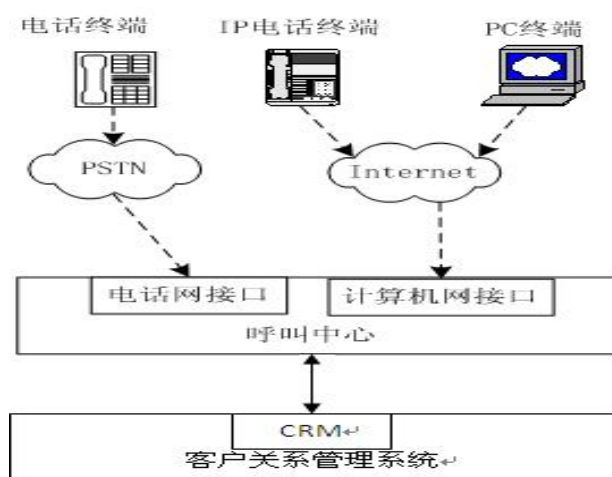 电话终端 IP电话终端 PC终端
PSTN Internet
电话网接口 计算机网接口
呼叫中心
CRM↵
客户关系管理系统↵